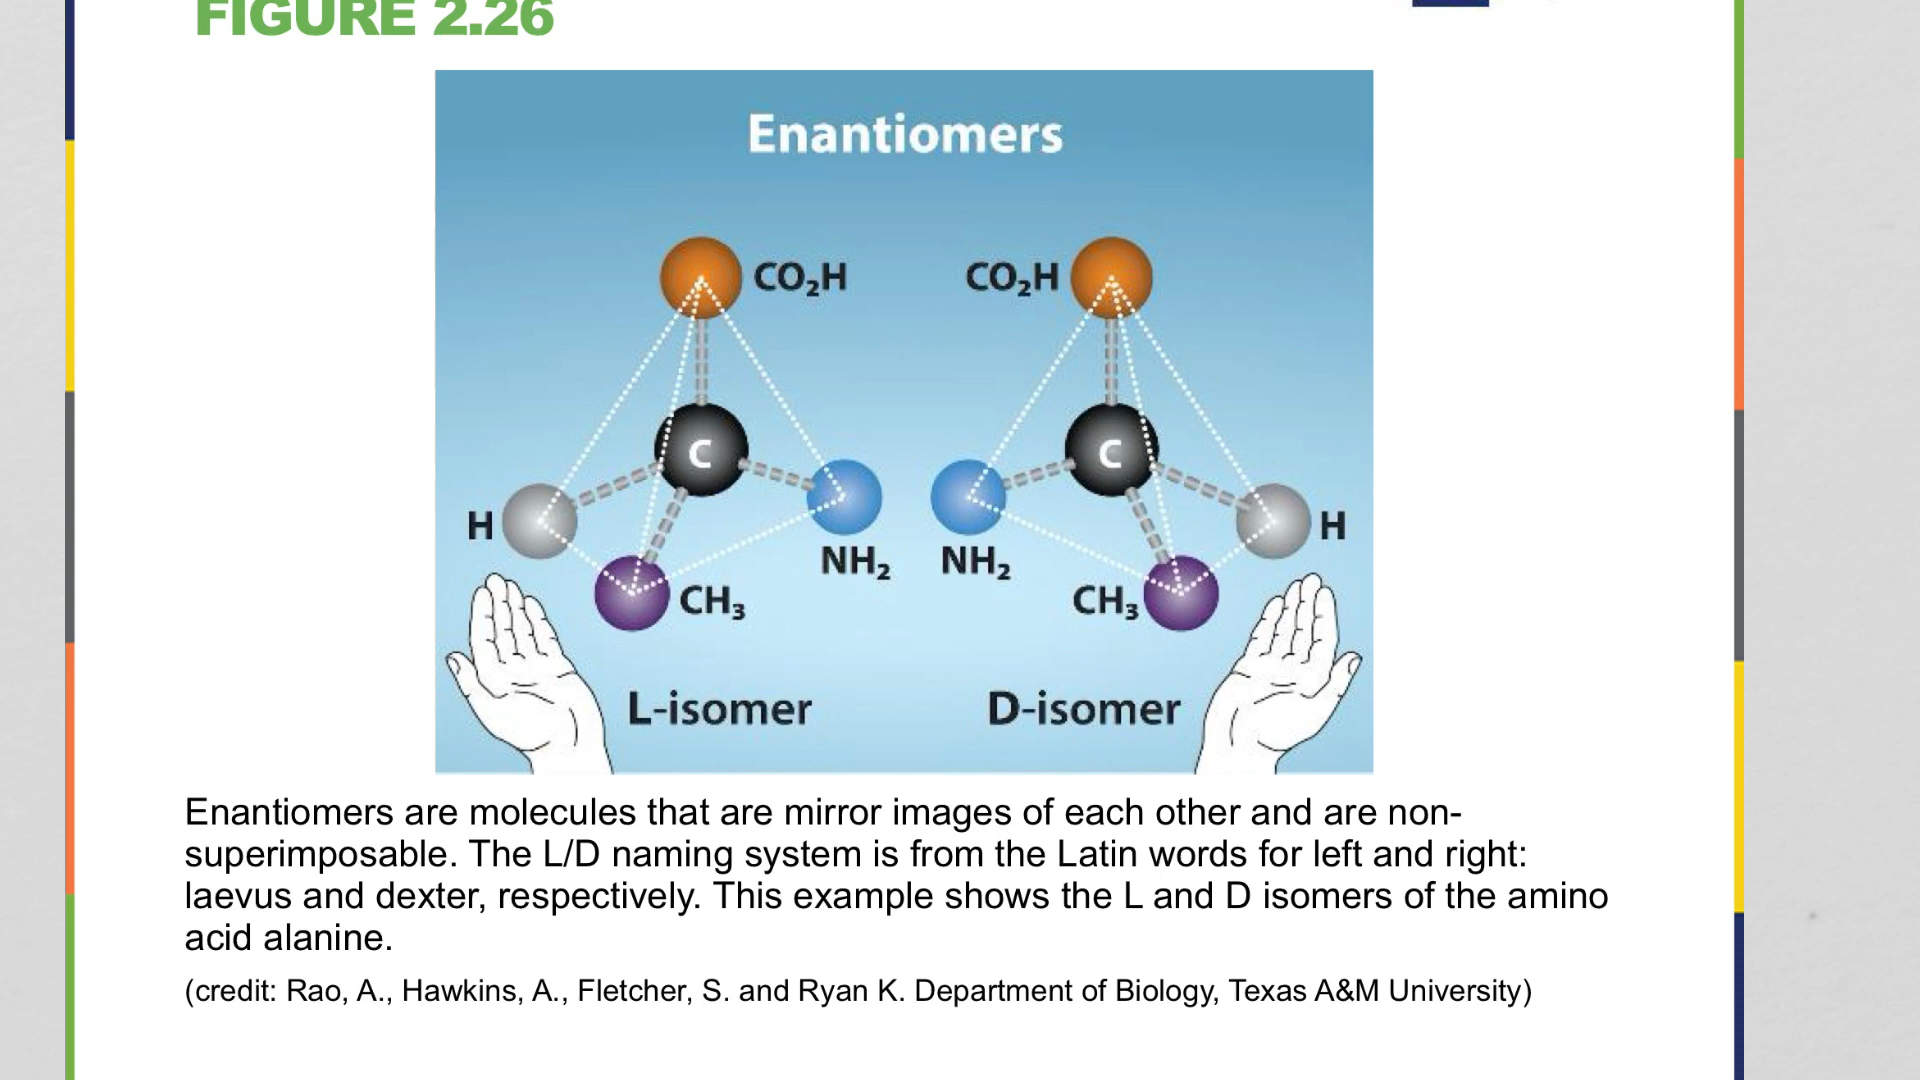 FIGURE 2.26
Enantiomers
CO₂H CO₂H
C C
H H
NH₂ NH₂
CH₃ CH₃
L-isomer D-isomer
Enantiomers are molecules that are mirror images of each other and are non-
superimposable. The L/D naming system is from the Latin words for left and right:
laevus and dexter, respectively. This example shows the L and D isomers of the amino
acid alanine.
(credit: Rao, A., Hawkins, A., Fletcher, S. and Ryan K. Department of Biology, Texas A&M University)